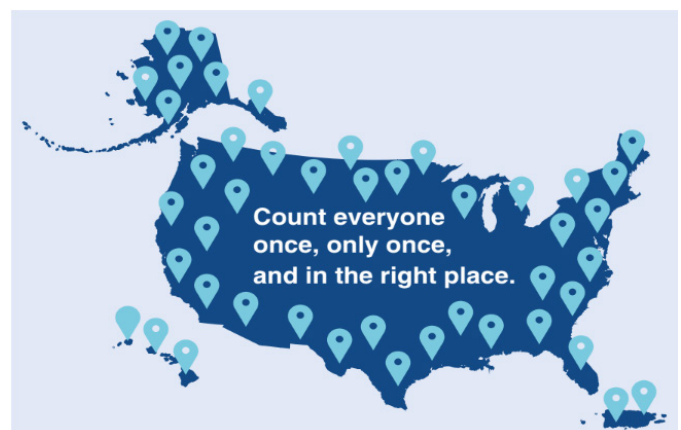 Count everyone
once, only once,
and in the right place.